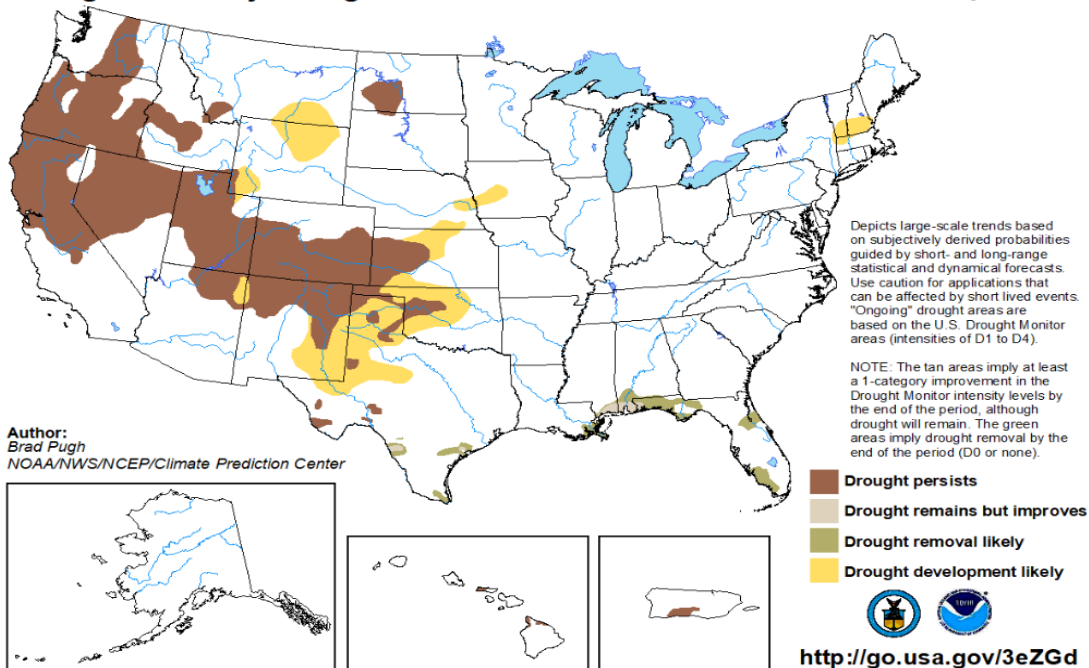 Depicts large-scale trends based
on subjectively derived probabilities
guided by short- and long-range
statistical and dynamical forecasts.
Use caution for applications that
can be affected by short lived events.
"Ongoing" drought areas are
based on the U.S. Drought Monitor
areas (intensities of D1 to D4).
NOTE: The tan areas imply at least
a 1-category improvement in the
Drought Monitor intensity levels by
the end of the period, although
drought will remain. The green
areas imply drought removal by the
end of the period (D0 or none).
Author:
Brad Pugh
NOAA/NWS/NCEP/Climate Prediction Center
Drought persists
Drought remains but improves
Drought removal likely
Drought development likely
http://go.usa.gov/3eZGd